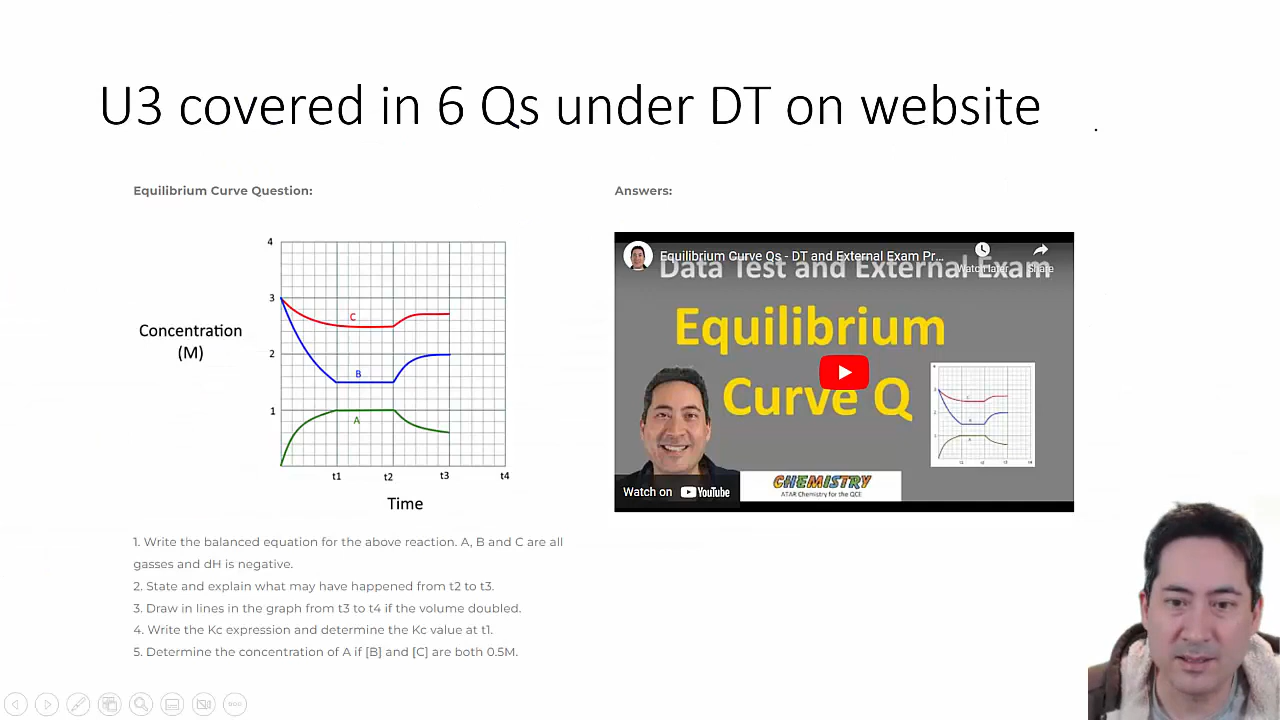 U3 covered in 6 Qs under DT on website
Equilibrium Curve Question:
4
3
2
1
Concentration
(M)
C
B
A
t1
t2
t3
t4
Time
1. Write the balanced equation for the above reaction. A, B and C are all
gasses and dH is negative.
2. State and explain what may have happened from t2 to t3.
3. Draw in lines in the graph from t3 to t4 if the volume doubled.
4. Write the Kc expression and determine the Kc value at t1.
5. Determine the concentration of A if [B] and [C] are both 0.5M.
Answers:
Equilibrium Curve Qs - DT and External Exam Pr...
Watch later
Share
Data Test and External Exam
Equilibrium
Curve Q
CHEMISTRY
ATAR Chemistry for the QCE
Watch on YouTube